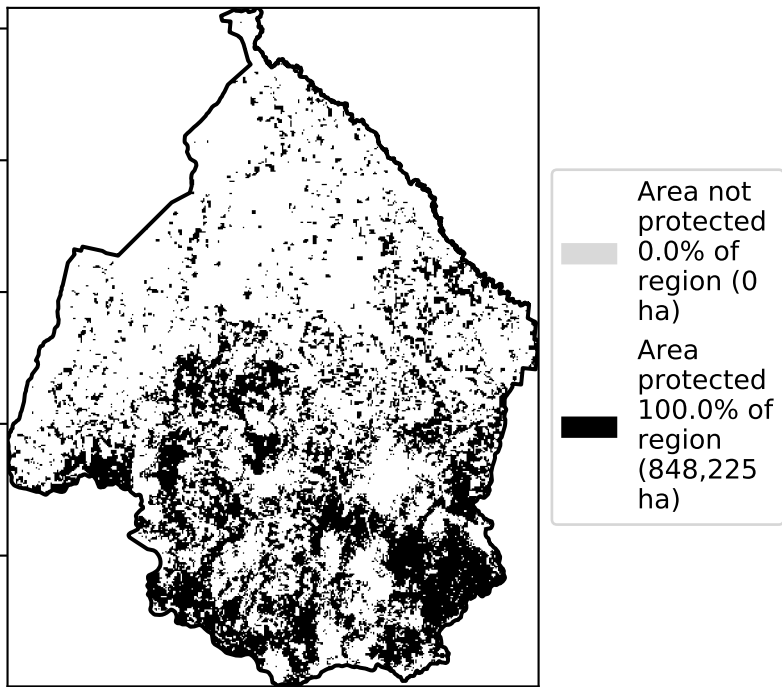 Area not
protected
0.0% of
region (0
ha)
Area
protected
100.0% of
region
(848,225
ha)